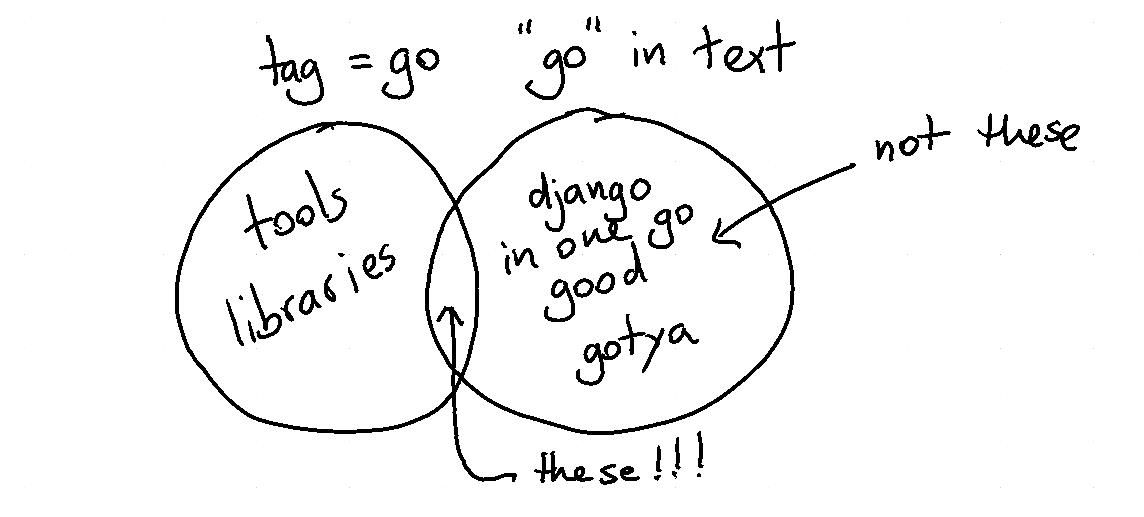 tag = go
"go" in text
not these
tools
libraries
django
in one go
good
gotya
these!!!